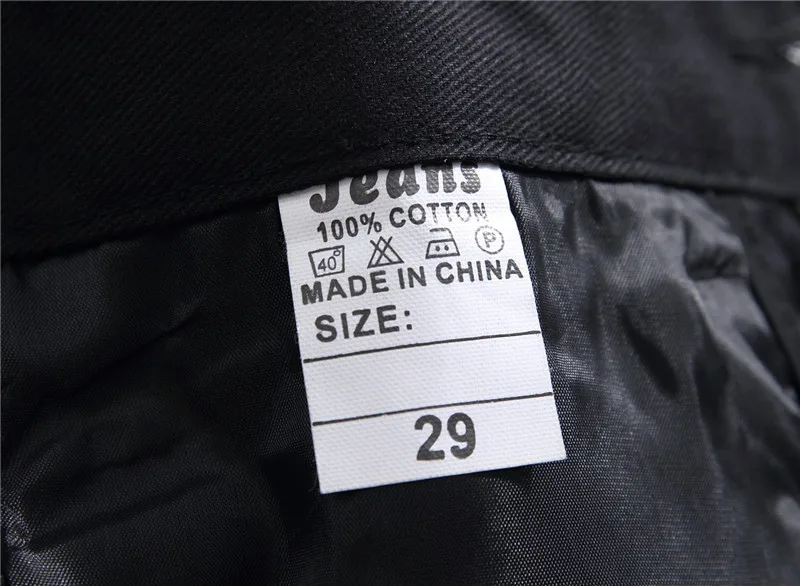 Jeans
100% COTTON
40° P
MADE IN CHINA
SIZE:
29